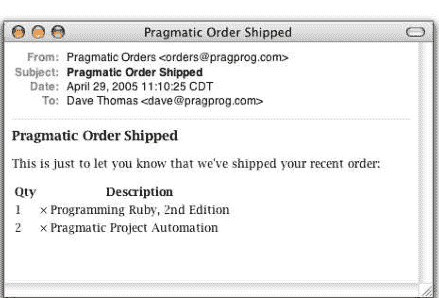 Pragmatic Order Shipped
From: Pragmatic Orders <orders@pragprog.com>
Subject: Pragmatic Order Shipped
Date: April 29, 2005 11:10:25 CDT
To: Dave Thomas <dave@pragprog.com>
Pragmatic Order Shipped
This is just to let you know that we've shipped your recent order:
Qty Description
1 × Programming Ruby, 2nd Edition
2 × Pragmatic Project Automation